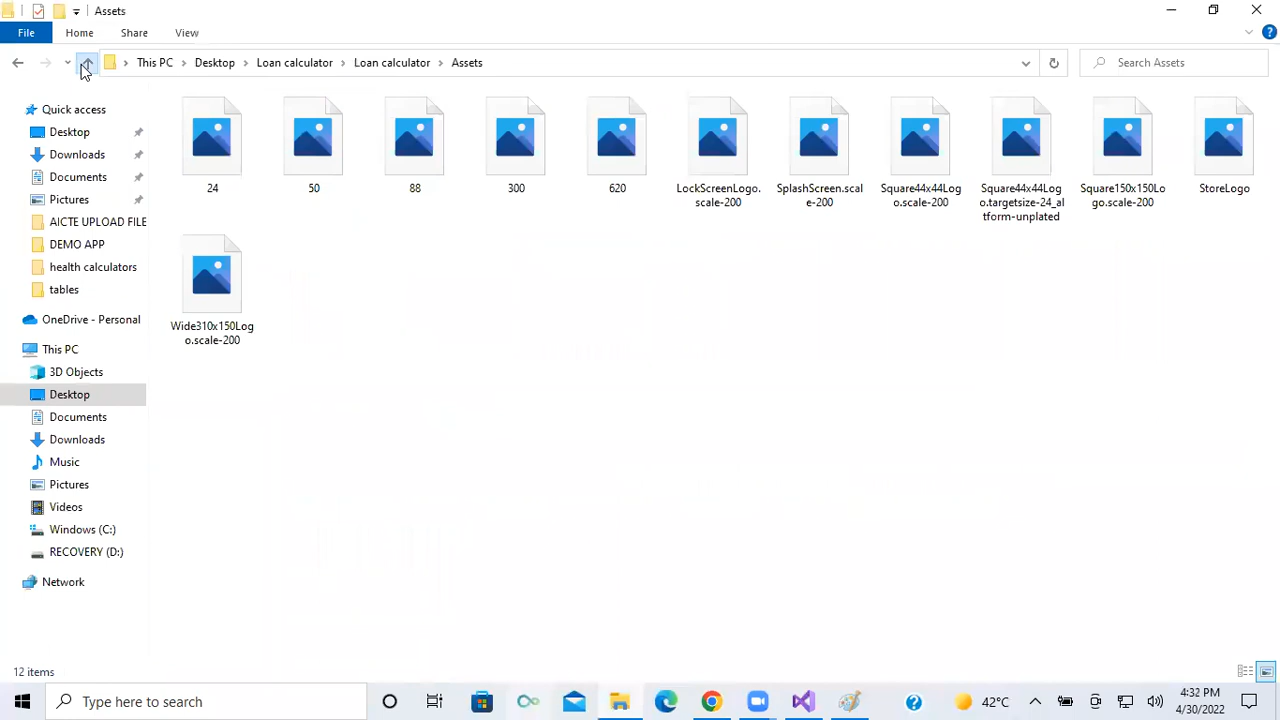 Assets
File Home Share View
This PC Desktop Loan calculator Loan calculator Assets
Search Assets
Quick access
Desktop
Downloads
Documents
Pictures
AICTE UPLOAD FILE
DEMO APP
health calculators
tables
OneDrive - Personal
This PC
3D Objects
Desktop
Documents
Downloads
Music
Pictures
Videos
Windows (C:)
RECOVERY (D:)
Network
24
50
88
300
620
LockScreenLogo.
scale-200
SplashScreen.scal
e-200
Square44x44Log
o.scale-200
Square44x44Log
o.targetsize-24_al
tform-unplated
Square150x150Lo
go.scale-200
StoreLogo
Wide310x150Log
o.scale-200
12 items
Type here to search
42°C
4:32 PM
4/30/2022